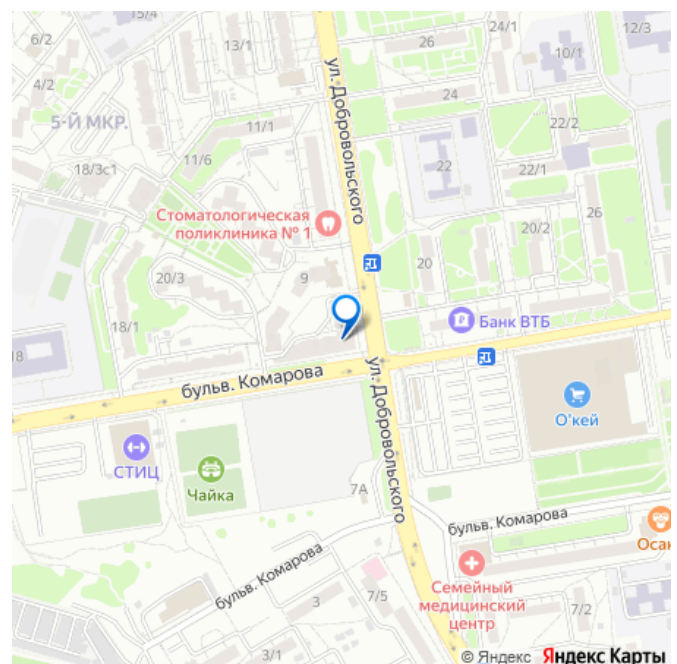 6/2
13/1
26
24/1
10/1
12/3
4/2
5-Й МКР.
11/1
ул. Добровольского
24
22/2
11/6
18/3с1
22
22/1
Стоматологическая
поликлиника № 1
26
20/2
20/3
9
20
18/1
Банк ВТБ
18
бульв. Комарова
ул. Добровольского
О'кей
СТИЦ
Чайка
7А
бульв. Комарова
Осак
бульв. Комарова
Семейный
медицинский
центр
3
7/5
7/2
3/1
© Яндекс Яндекс Карты